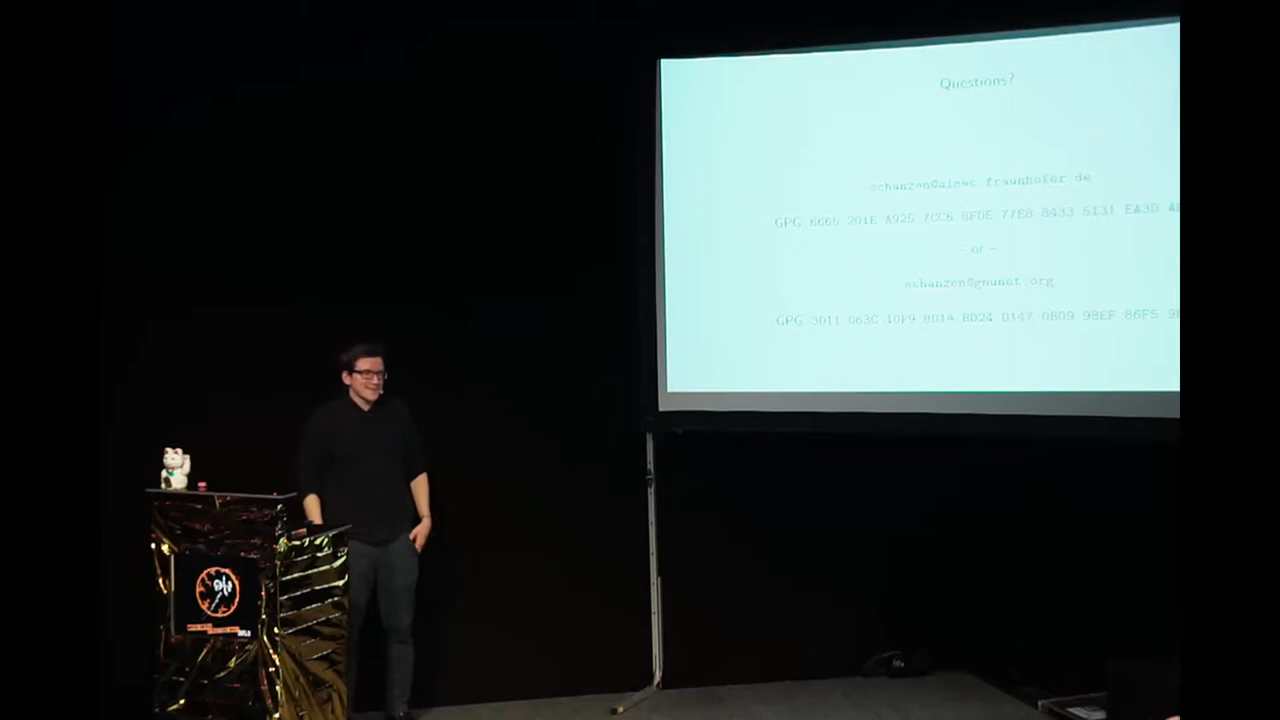 Questions?
schanzen@aisec fraunhofer de
GPG 6665 201E A925 7CC6 8FDE 77E8 8433 5131 EA3D
- or -
schanzen@gnunet.org
GPG 3D11 063C 10F9 8D14 BD24 D147 0B09 98EF 86F5